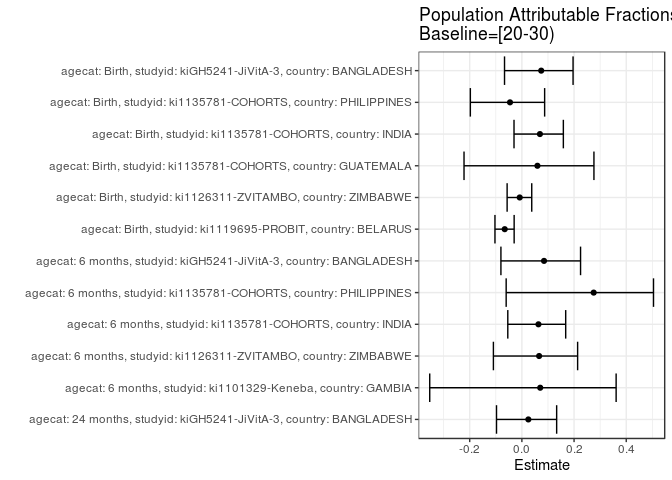 Population Attributable Fractions
Baseline=[20-30)
agecat: Birth, studyid: kiGH5241-JiVitA-3, country: BANGLADESH
agecat: Birth, studyid: ki1135781-COHORTS, country: PHILIPPINES
agecat: Birth, studyid: ki1135781-COHORTS, country: INDIA
agecat: Birth, studyid: ki1135781-COHORTS, country: GUATEMALA
agecat: Birth, studyid: ki1126311-ZVITAMBO, country: ZIMBABWE
agecat: Birth, studyid: ki1119695-PROBIT, country: BELARUS
agecat: 6 months, studyid: kiGH5241-JiVitA-3, country: BANGLADESH
agecat: 6 months, studyid: ki1135781-COHORTS, country: PHILIPPINES
agecat: 6 months, studyid: ki1135781-COHORTS, country: INDIA
agecat: 6 months, studyid: ki1126311-ZVITAMBO, country: ZIMBABWE
agecat: 6 months, studyid: ki1101329-Keneba, country: GAMBIA
agecat: 24 months, studyid: kiGH5241-JiVitA-3, country: BANGLADESH
-0.2 0.0 0.2 0.4
Estimate